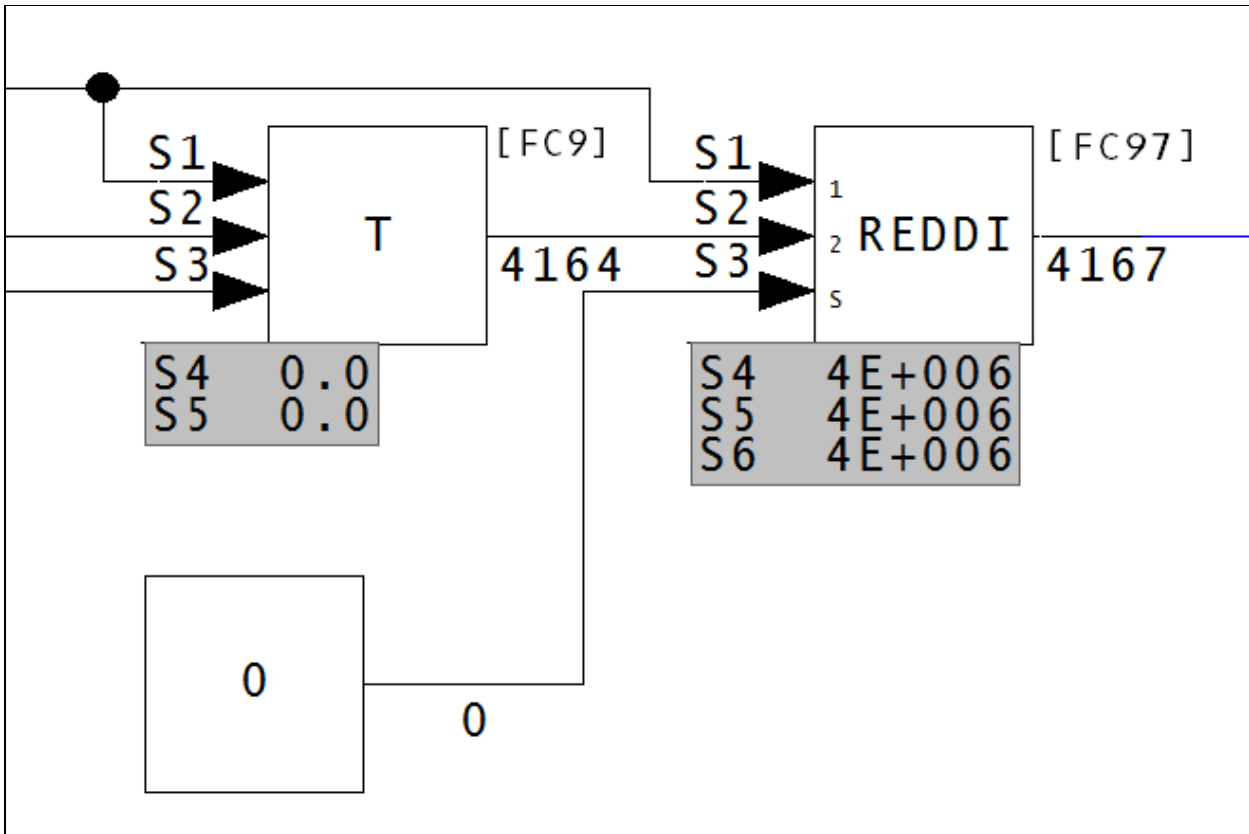 [FC9]
S1
S2
S3
T
4164
S4 0.0
S5 0.0
[FC97]
S1
S2
S3
1
2
S
REDDI
4167
S4 4E+006
S5 4E+006
S6 4E+006
0
0